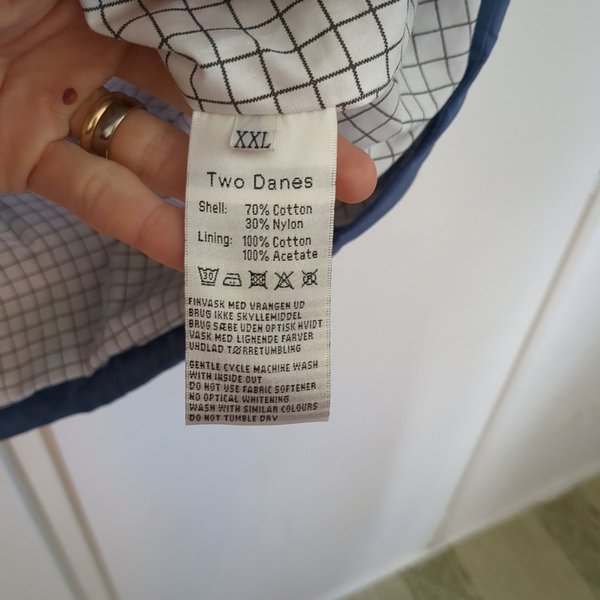 XXL
Two Danes
Shell: 70% Cotton
30% Nylon
Lining: 100% Cotton
100% Acetate
30
FINVASK MED VRANGEN UD
BRUG IKKE SKYLLEMIDDEL
BRUG SÆBE UDEN OPTISK HVIDT
VASK MED LIGNENDE FARVER
UNDLAD TØRRETUMBLING
GENTLE CYCLE MACHINE WASH
WITH INSIDE OUT
DO NOT USE FABRIC SOFTENER
NO OPTICAL WHITENING
WASH WITH SIMILAR COLOURS
DO NOT TUMBLE DRY